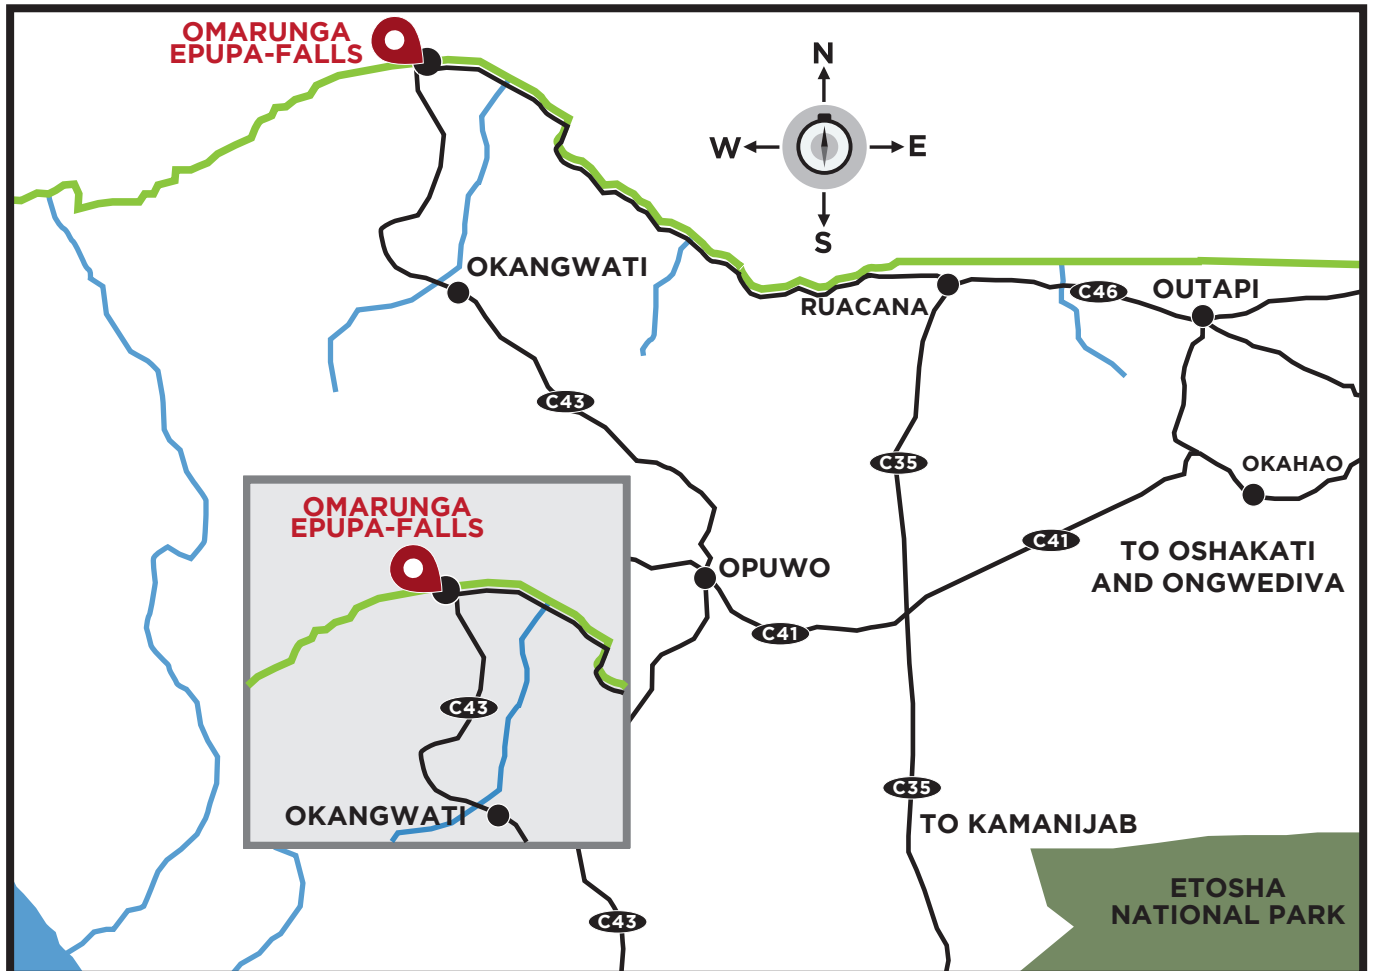 OMARUNGA
EPUPA-FALLS
N
W
E
S
OKANGWATI
RUACANA
C46
OUTAPI
C43
C35
OKAHAO
OMARUNGA
EPUPA-FALLS
C41
TO OSHAKATI
AND ONGWEDIVA
OPUWO
C41
C43
OKANGWATI
C35
TO KAMANIJAB
ETOSHA
NATIONAL PARK
C43